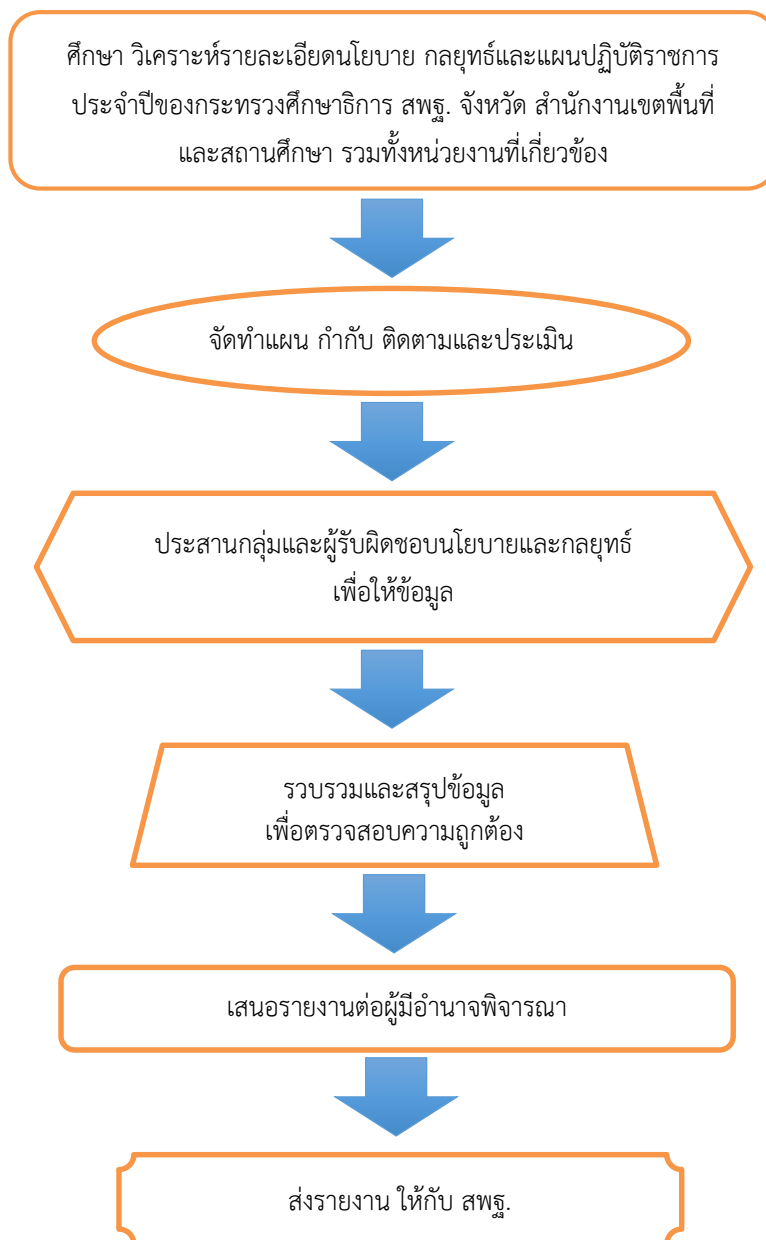 ศึกษา วิเคราะห์รายละเอียดนโยบาย กลยุทธ์และแผนปฏิบัติราชการ
ประจำปีของกระทรวงศึกษาธิการ สพฐ. จังหวัด สำนักงานเขตพื้นที่
และสถานศึกษา รวมทั้งหน่วยงานที่เกี่ยวข้อง
จัดทำแผน กำกับ ติดตามและประเมิน
ประสานกลุ่มและผู้รับผิดชอบนโยบายและกลยุทธ์
เพื่อให้ข้อมูล
รวบรวมและสรุปข้อมูล
เพื่อตรวจสอบความถูกต้อง
เสนอรายงานต่อผู้มีอำนาจพิจารณา
ส่งรายงาน ให้กับ สพฐ.